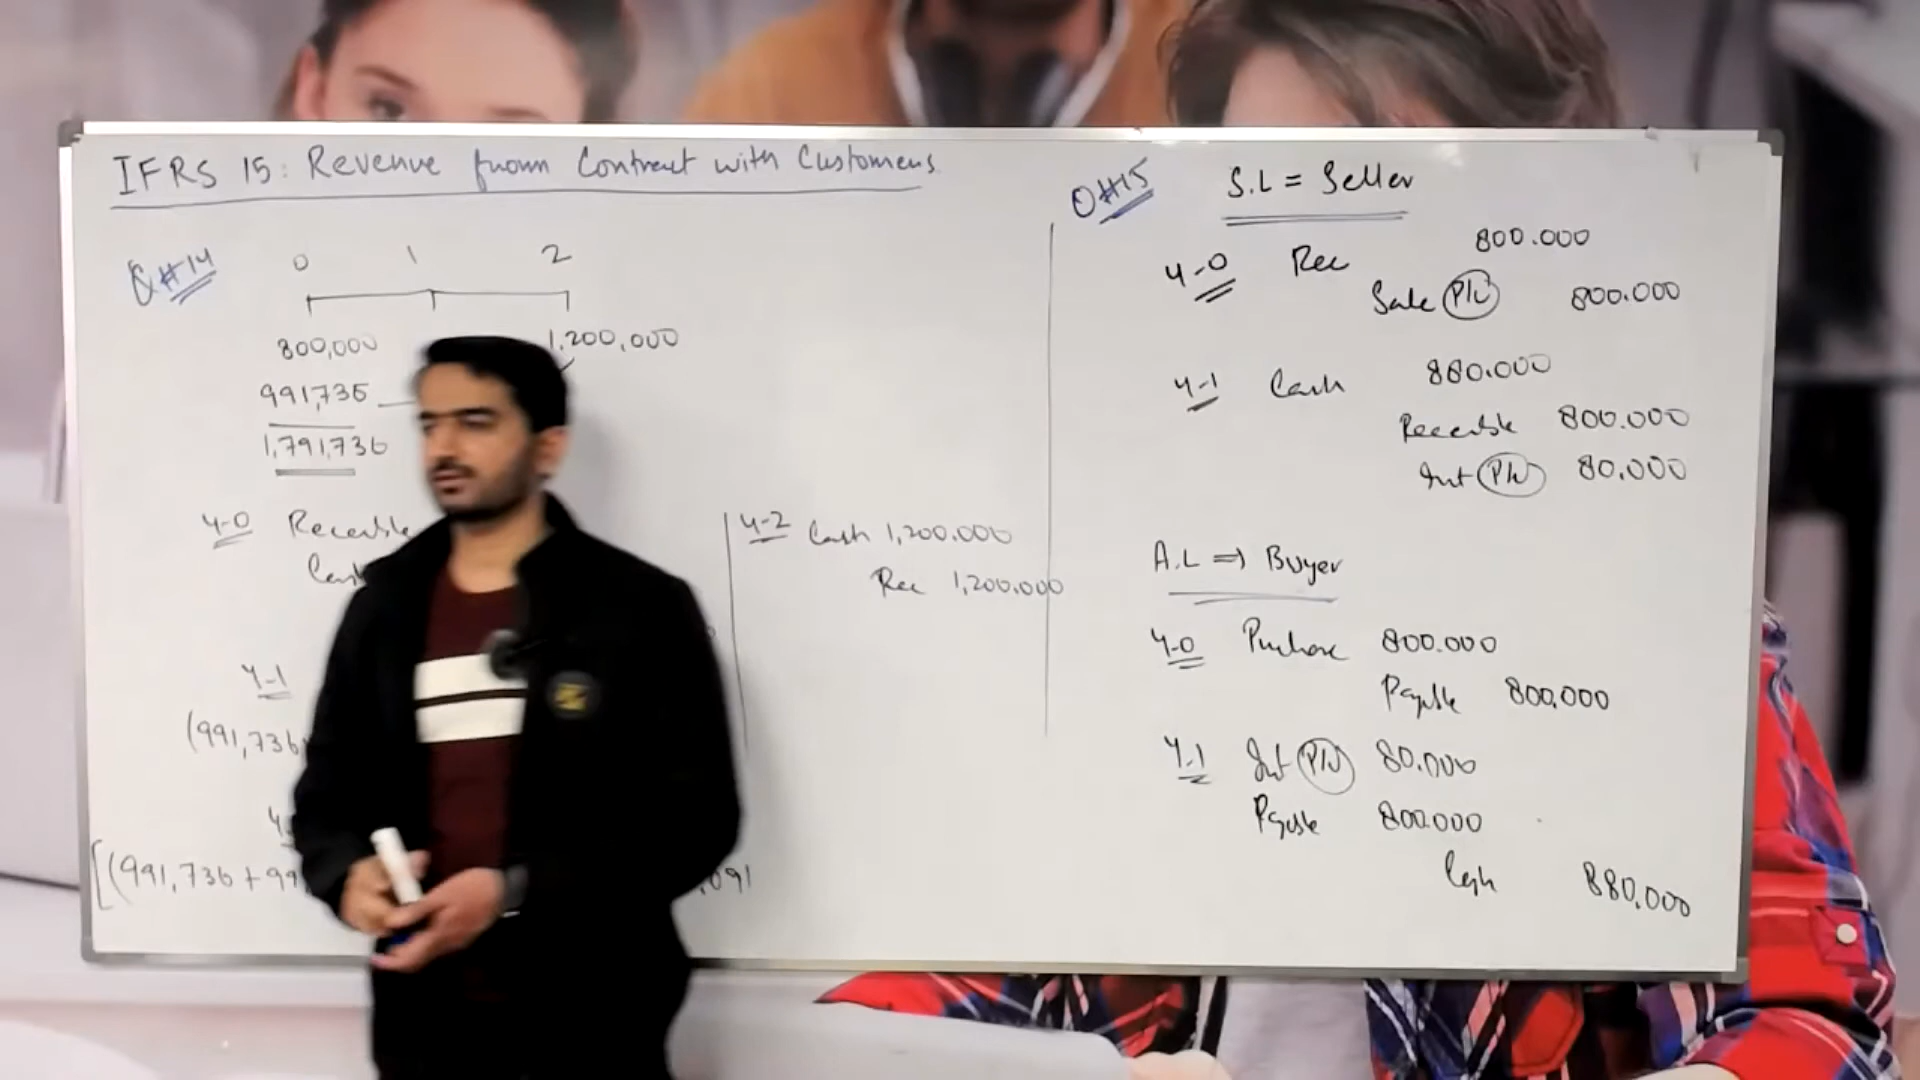 IFRS 15: Revenue from Contract with Customers
Q#14
0 1 2
800,000 1,200,000
991,736
1,791,736
Y-0 Receivable
Cash
Y-1
(991,736
[(991,736 + 99 ,091
Y-2 Cash 1,200.000
Rec 1,200.000
Q#15
S.L = Seller
Y-0 Rec 800.000
Sale P/L 800.000
Y-1 Cash 880.000
Receivable 800.000
Int P/L 80.000
A.L => Buyer
Y-0 Purchase 800.000
Payable 800,000
Y.1 Int P/L 80.000
Payable 800.000
Cash 880,000